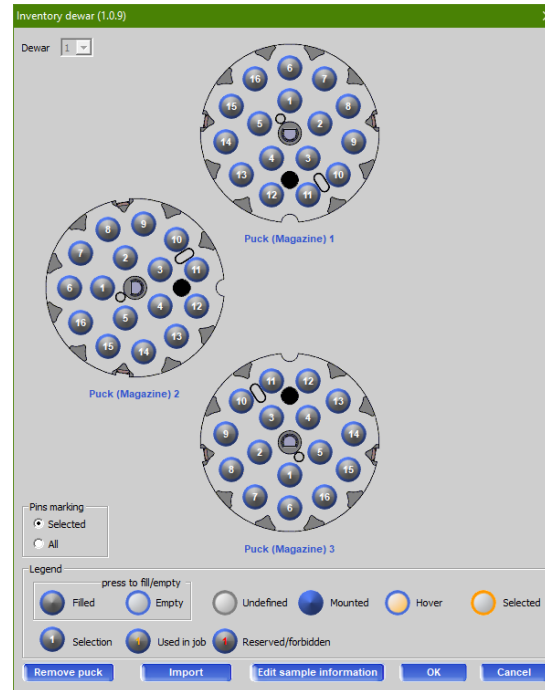 Inventory dewar (1.0.9)
Dewar 1
6
16 7
15 1 8
5 2
14 9
4 3
13 10
12 11
Puck (Magazine) 1
9
8 10
7 2
3 11
6 1
4 12
16 5
13
15 14
Puck (Magazine) 2
11 12
10 13
3 4
9 14
5
8 15
1
7 16
6
Puck (Magazine) 3
Pins marking
Selected
All
Legend
press to fill/empty
Filled Empty Undefined Mounted Hover Selected
1 Selection Used in job Reserved/forbidden
Remove puck Import Edit sample information OK Cancel